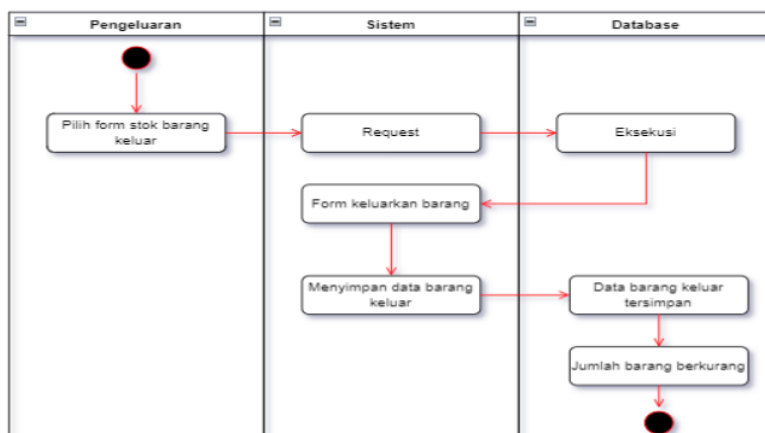 Pengeluaran
Sistem
Database
Pilih form stok barang
keluar
Request
Eksekusi
Form keluarkan barang
Menyimpan data barang
keluar
Data barang keluar
tersimpan
Jumlah barang berkurang